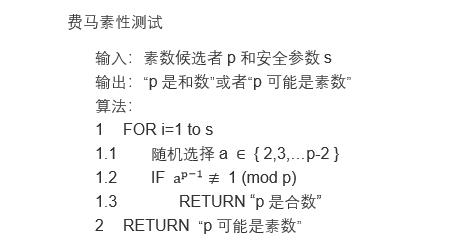 费马素性测试
输入：素数候选者 p 和安全参数 s
输出：“p 是和数”或者“p 可能是素数”
算法：
1 FOR i=1 to s
1.1 随机选择 a ∈ { 2,3,…p-2 }
1.2 IF a^{p−1} ≢ 1 (mod p)
1.3 RETURN “p 是合数”
2 RETURN “p 可能是素数”